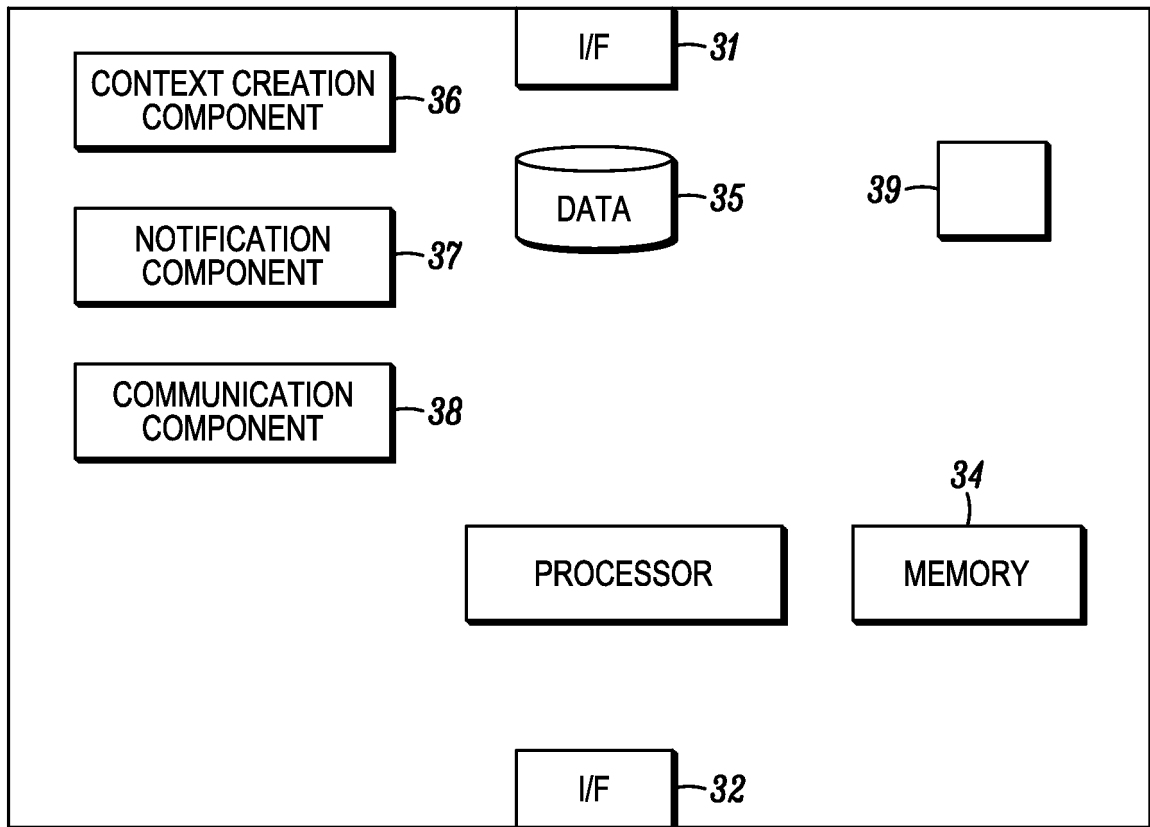 I/F
31
CONTEXT CREATION
COMPONENT
36
DATA
35
39
NOTIFICATION
COMPONENT
37
COMMUNICATION
COMPONENT
38
34
PROCESSOR
MEMORY
I/F
32